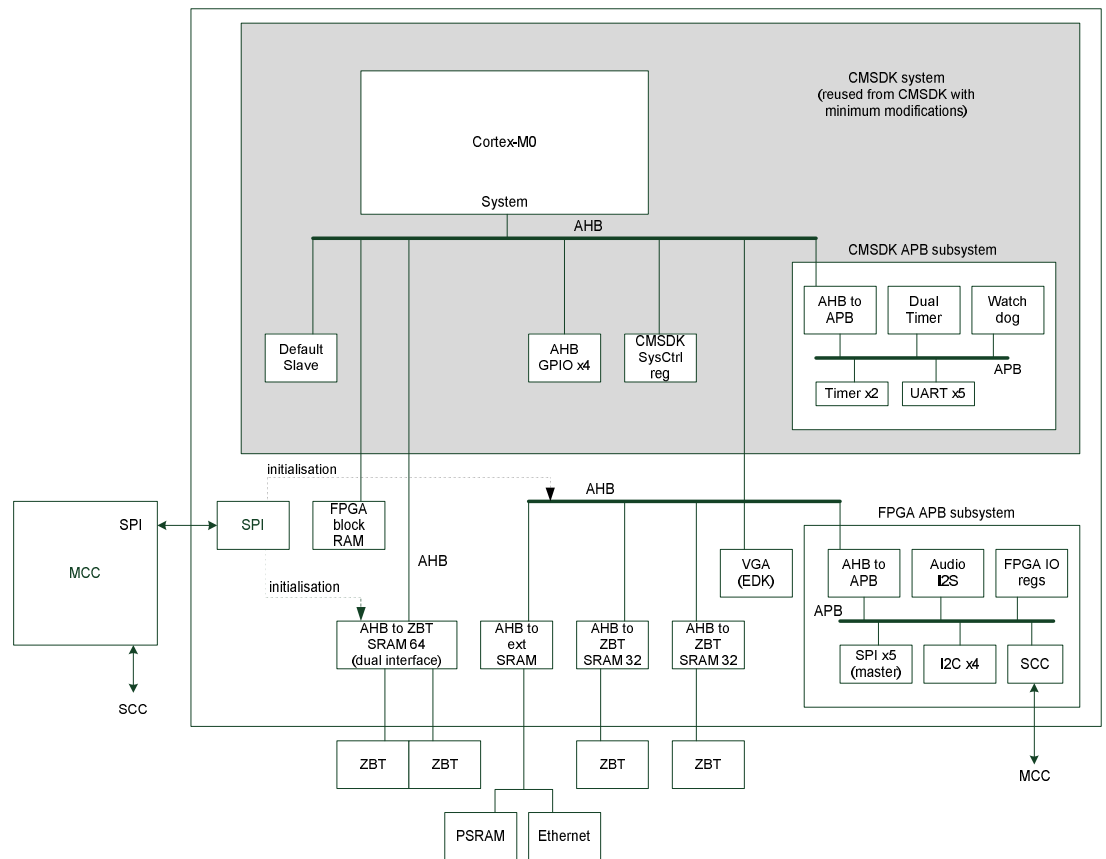 CMSDK system
(reused from CMSDK with
minimum modifications)
Cortex-M0
System
AHB
CMSDK APB subsystem
AHB to
APB
Dual
Timer
Watch
dog
APB
Timer x2
UART x5
Default
Slave
AHB
GPIO x4
CMSDK
SysCtrl
reg
initialisation
AHB
MCC
SPI
SPI
FPGA
block
RAM
AHB
initialisation
VGA
(EDK)
FPGA APB subsystem
AHB to
APB
Audio
I2S
FPGA IO
regs
APB
SPI x5
(master)
I2C x4
SCC
AHB to ZBT
SRAM 64
(dual interface)
AHB to
ext
SRAM
AHB to
ZBT
SRAM 32
AHB to
ZBT
SRAM 32
SCC
ZBT
ZBT
ZBT
ZBT
MCC
PSRAM
Ethernet